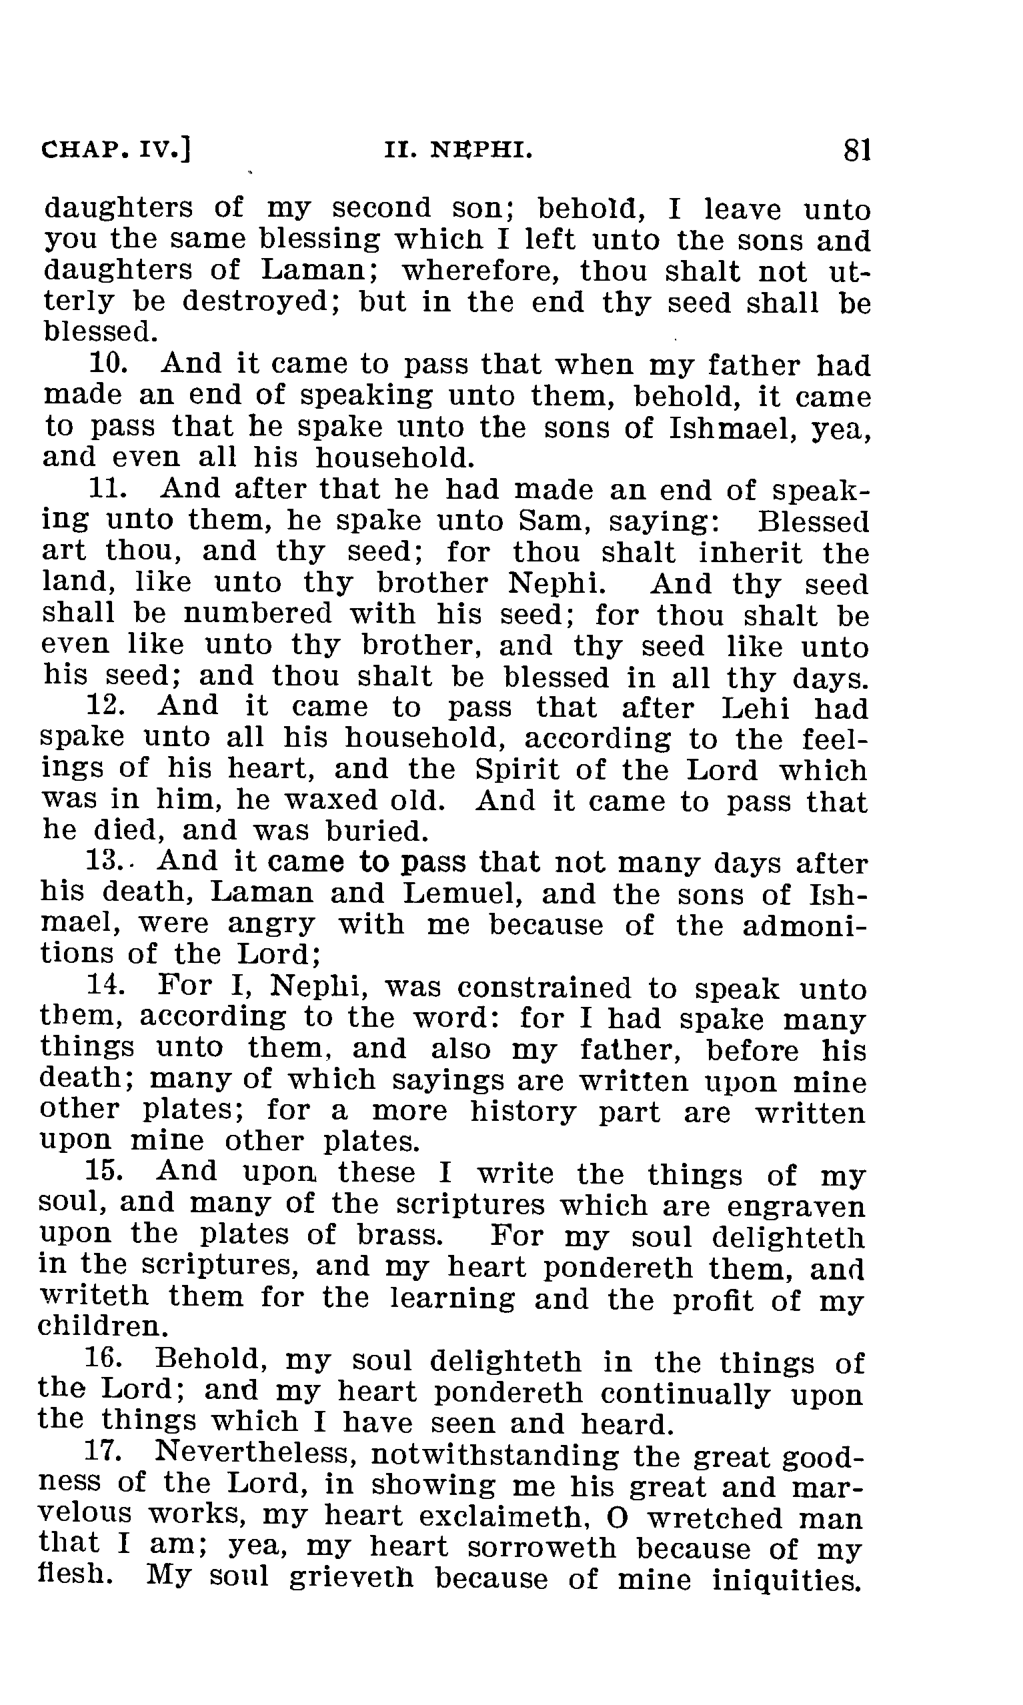 CHAP. IV.] II. NEPHI. 81
daughters of my second son; behold, I leave unto
you the same blessing which I left unto the sons and
daughters of Laman; wherefore, thou shalt not ut-
terly be destroyed; but in the end thy seed shall be
blessed.
10. And it came to pass that when my father had
made an end of speaking unto them, behold, it came
to pass that he spake unto the sons of Ishmael, yea,
and even all his household.
11. And after that he had made an end of speak-
ing unto them, he spake unto Sam, saying: Blessed
art thou, and thy seed; for thou shalt inherit the
land, like unto thy brother Nephi. And thy seed
shall be numbered with his seed; for thou shalt be
even like unto thy brother, and thy seed like unto
his seed; and thou shalt be blessed in all thy days.
12. And it came to pass that after Lehi had
spake unto all his household, according to the feel-
ings of his heart, and the Spirit of the Lord which
was in him, he waxed old. And it came to pass that
he died, and was buried.
13. And it came to pass that not many days after
his death, Laman and Lemuel, and the sons of Ish-
mael, were angry with me because of the admoni-
tions of the Lord;
14. For I, Nephi, was constrained to speak unto
them, according to the word: for I had spake many
things unto them, and also my father, before his
death; many of which sayings are written upon mine
other plates; for a more history part are written
upon mine other plates.
15. And upon these I write the things of my
soul, and many of the scriptures which are engraven
upon the plates of brass. For my soul delighteth
in the scriptures, and my heart pondereth them, and
writeth them for the learning and the profit of my
children.
16. Behold, my soul delighteth in the things of
the Lord; and my heart pondereth continually upon
the things which I have seen and heard.
17. Nevertheless, notwithstanding the great good-
ness of the Lord, in showing me his great and mar-
velous works, my heart exclaimeth, O wretched man
that I am; yea, my heart sorroweth because of my
flesh. My soul grieveth because of mine iniquities.